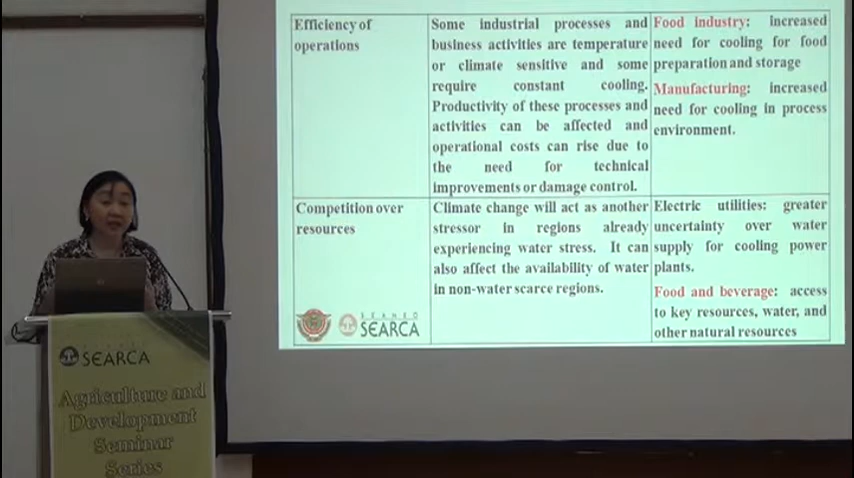 Efficiency of
operations
Some industrial processes and
business activities are temperature
or climate sensitive and some
require constant cooling.
Productivity of these processes and
activities can be affected and
operational costs can rise due to
the need for technical
improvements or damage control.
Food industry: increased
need for cooling for food
preparation and storage
Manufacturing: increased
need for cooling in process
environment.
Competition over
resources
Climate change will act as another
stressor in regions already
experiencing water stress. It can
also affect the availability of water
in non-water scarce regions.
Electric utilities: greater
uncertainty over water
supply for cooling power
plants.
Food and beverage: access
to key resources, water, and
other natural resources
SEAMEO
SEARCA
SEARCA
Agriculture and
Development
Seminar
Series